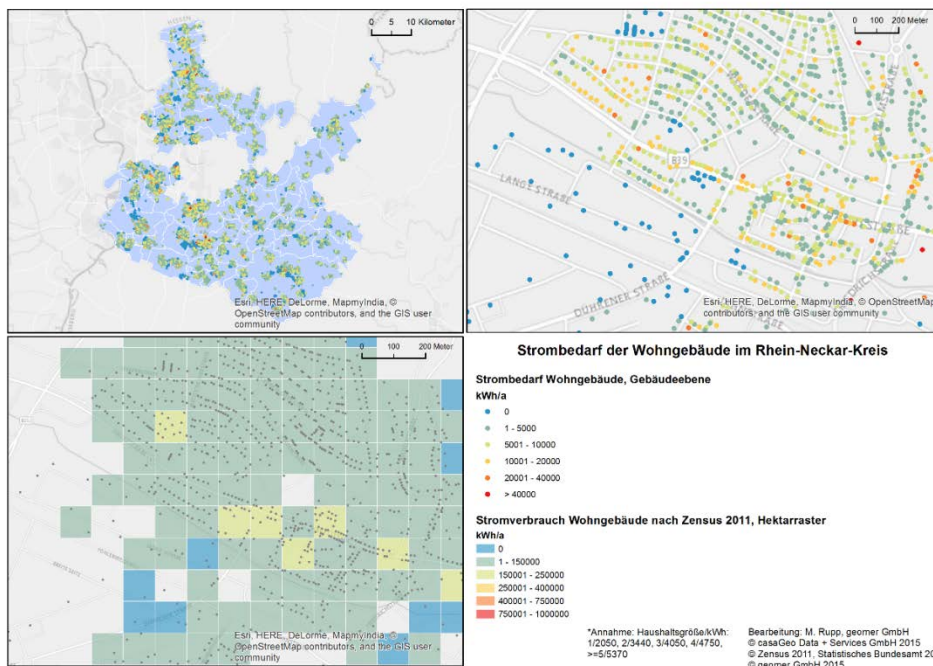 HESSEN
0 5 10 Kilometer
Esri, HERE, DeLorme, MapmyIndia, ©
OpenStreetMap contributors, and the GIS user
community
0 100 200 Meter
B39
LANGE STRAßE
STRAßE
DÜHRENER STRAßE
Esri, HERE, DeLorme, MapmyIndia, © OpenStreetMap
contributors, and the GIS user community
0 100 200 Meter
Esri, HERE, DeLorme, MapmyIndia, ©
OpenStreetMap contributors, and the GIS user
community
Strombedarf der Wohngebäude im Rhein-Neckar-Kreis
Strombedarf Wohngebäude, Gebäudeebene
kWh/a
0
1 - 5000
5001 - 10000
10001 - 20000
20001 - 40000
> 40000
Stromverbrauch Wohngebäude nach Zensus 2011, Hektarraster
kWh/a
0
1 - 150000
150001 - 250000
250001 - 400000
400001 - 750000
750001 - 1000000
*Annahme: Haushaltsgröße/kWh:
1/2050, 2/3440, 3/4050, 4/4750,
>=5/5370
Bearbeitung: M. Rupp, geomer GmbH
© casaGeo Data + Services GmbH 2015
© Zensus 2011, Statistisches Bundesamt 20
© geomer GmbH 2015